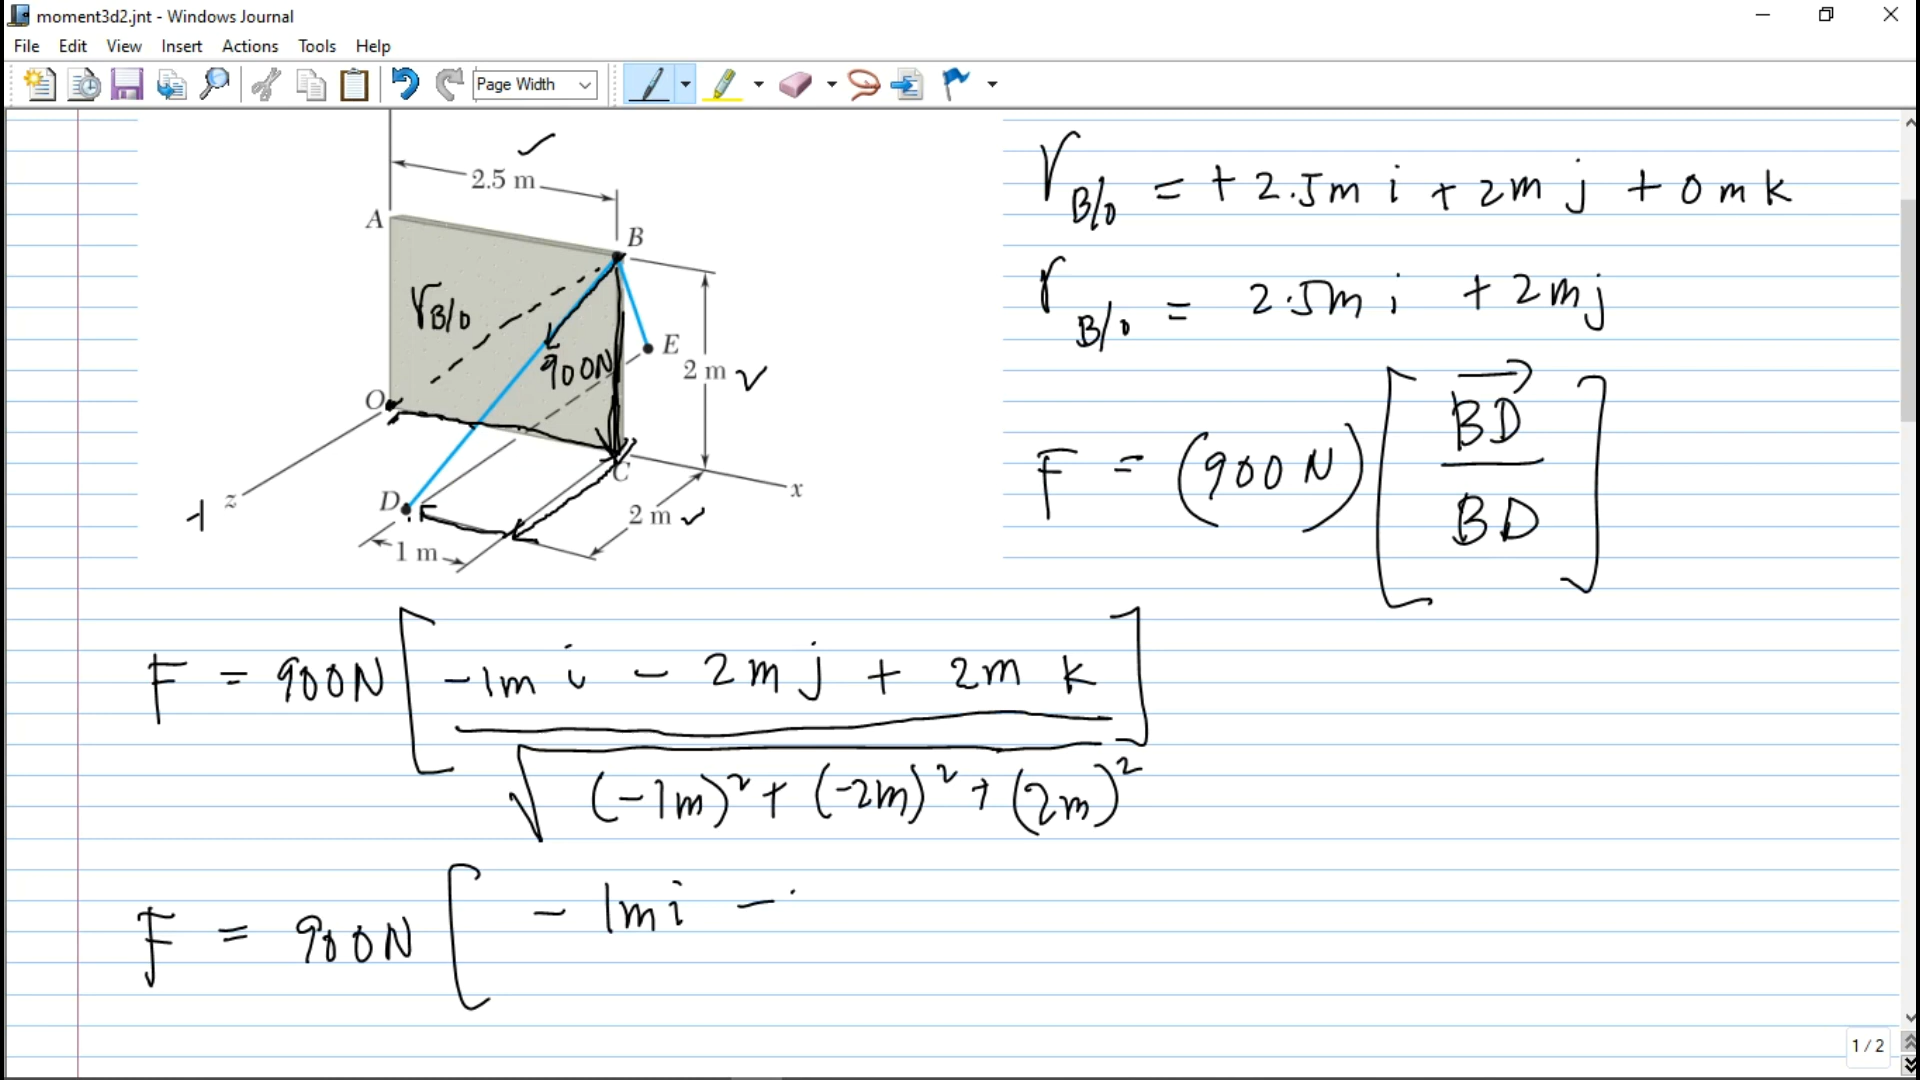 moment3d2.jnt - Windows Journal
File Edit View Insert Actions Tools Help
Page Width
2.5 m
A
B
r B/O
900N
E
2 m
O
C
x
z
D
2 m
1 m
r B/O = + 2.5m i + 2m j + 0 m k
r B/O = 2.5m i + 2m j
F = (900 N) [ BD / BD ]
F = 900N [ -1m i - 2m j + 2m k ]
√ (-1m)² + (-2m)² + (2m)²
F = 900N [ - 1m i -
1 / 2